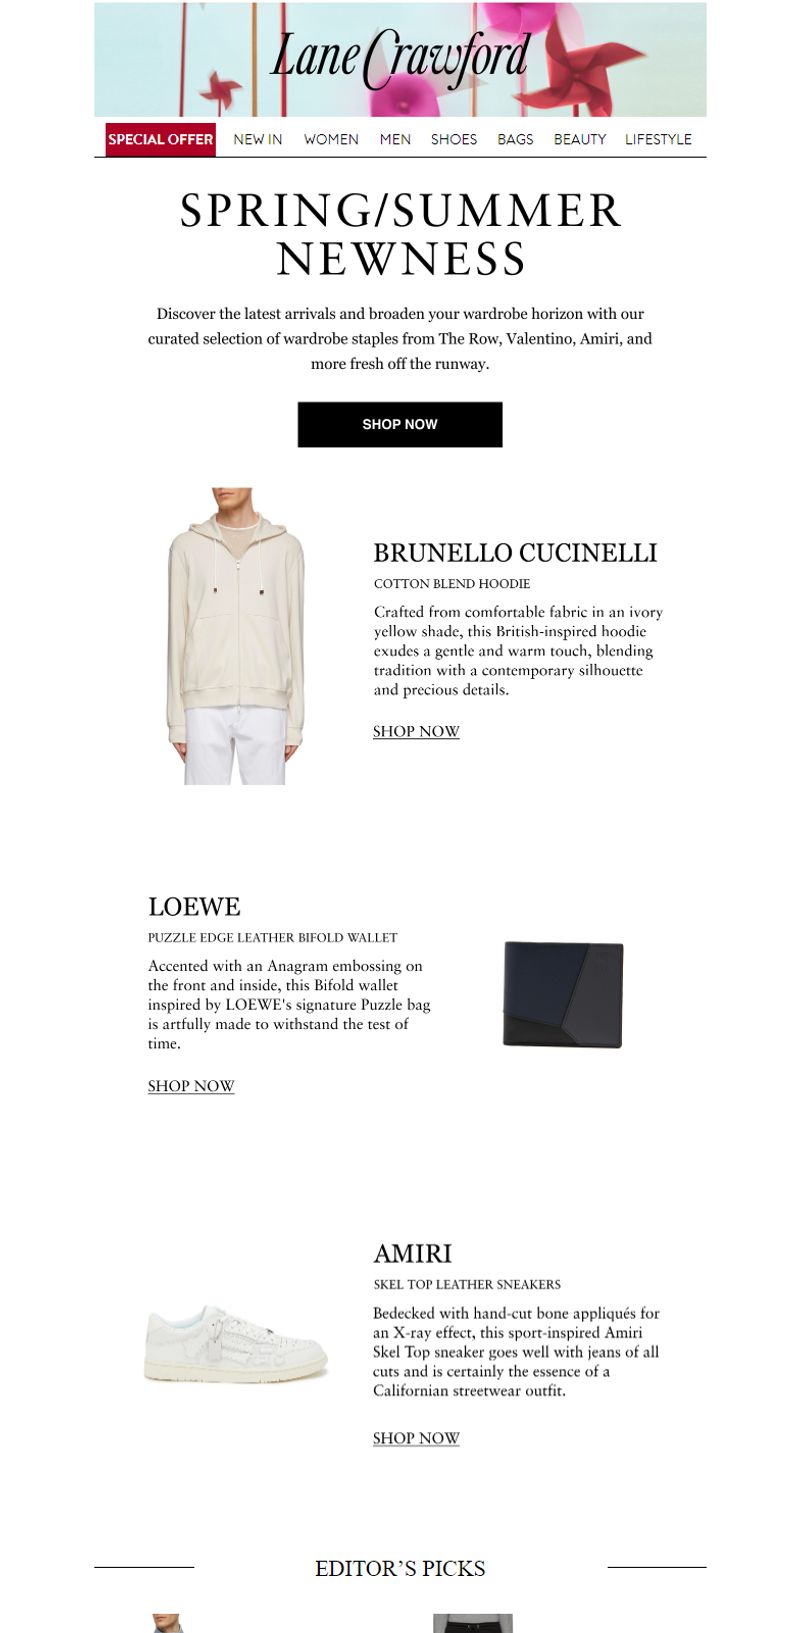 Lane Crawford
SPECIAL OFFER NEW IN WOMEN MEN SHOES BAGS BEAUTY LIFESTYLE
SPRING/SUMMER
NEWNESS
Discover the latest arrivals and broaden your wardrobe horizon with our
curated selection of wardrobe staples from The Row, Valentino, Amiri, and
more fresh off the runway.
SHOP NOW
BRUNELLO CUCINELLI
COTTON BLEND HOODIE
Crafted from comfortable fabric in an ivory
yellow shade, this British-inspired hoodie
exudes a gentle and warm touch, blending
tradition with a contemporary silhouette
and precious details.
SHOP NOW
LOEWE
PUZZLE EDGE LEATHER BIFOLD WALLET
Accented with an Anagram embossing on
the front and inside, this Bifold wallet
inspired by LOEWE's signature Puzzle bag
is artfully made to withstand the test of
time.
SHOP NOW
AMIRI
SKEL TOP LEATHER SNEAKERS
Bedecked with hand-cut bone appliqués for
an X-ray effect, this sport-inspired Amiri
Skel Top sneaker goes well with jeans of all
cuts and is certainly the essence of a
Californian streetwear outfit.
SHOP NOW
EDITOR’S PICKS